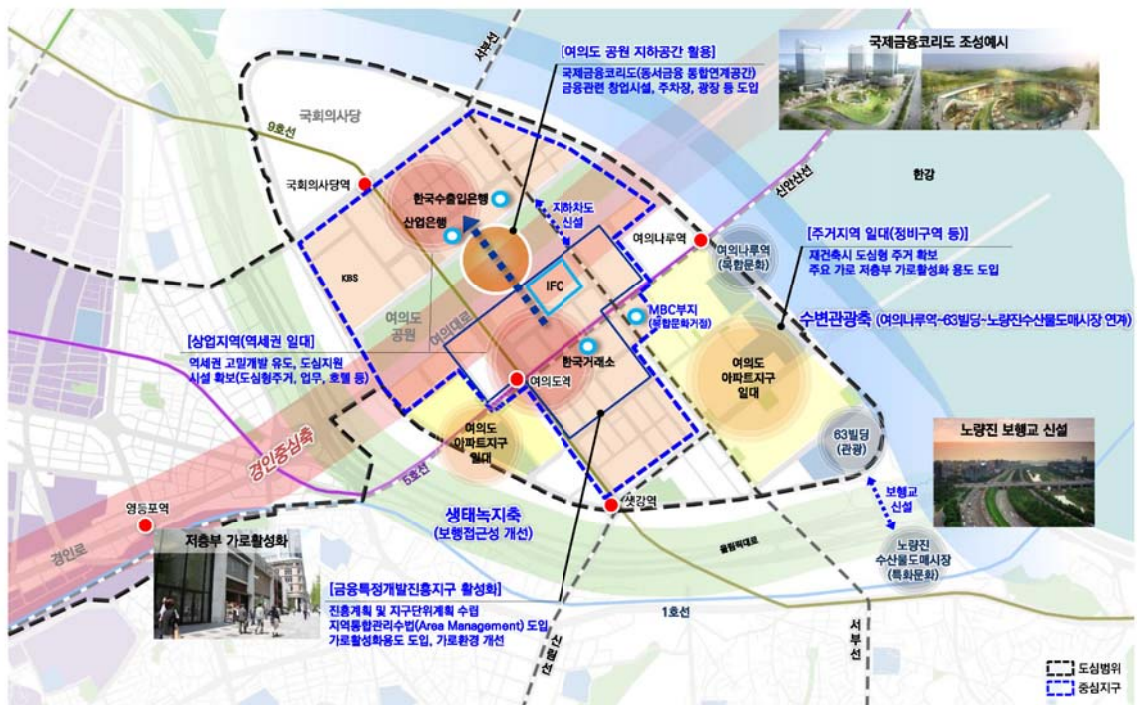 서부선
[여의도 공원 지하공간 활용]
국제금융코리도(동서금융 통합연계공간)
금융관련 창업시설, 주차장, 광장 등 도입
국제금융코리도 조성예시
국회의사당
9호선
국회의사당역
한국수출입은행
산업은행
지하차도
신설
신안산선
한강
여의나루역
여의나루역
(복합문화)
[주거지역 일대(정비구역 등)]
재건축시 도심형 주거 확보
주요 가로 저층부 가로활성화 용도 도입
KBS
IFC
MBC부지
(복합문화거점)
수변관광축 (여의나루역~63빌딩~노량진수산물도매시장 연계)
여의도
공원
여의대로
[상업지역(역세권 일대)]
역세권 고밀개발 유도, 도심지원
시설 확보(도심형주거, 업무, 호텔 등)
한국거래소
여의도역
여의도
아파트지구
일대
여의도
아파트지구
일대
63빌딩
(관광)
노량진 보행교 신설
경인중심축
5호선
영등포역
생태녹지축
(보행접근성 개선)
샛강역
보행교
신설
올림픽대로
노량진
수산물도매시장
(특화문화)
경인로
저층부 가로활성화
[금융특정개발진흥지구 활성화]
진흥계획 및 지구단위계획 수립
지역통합관리수법(Area Management) 도입
가로활성화용도 도입, 가로환경 개선
1호선
신림선
서부선
도심범위
중심지구